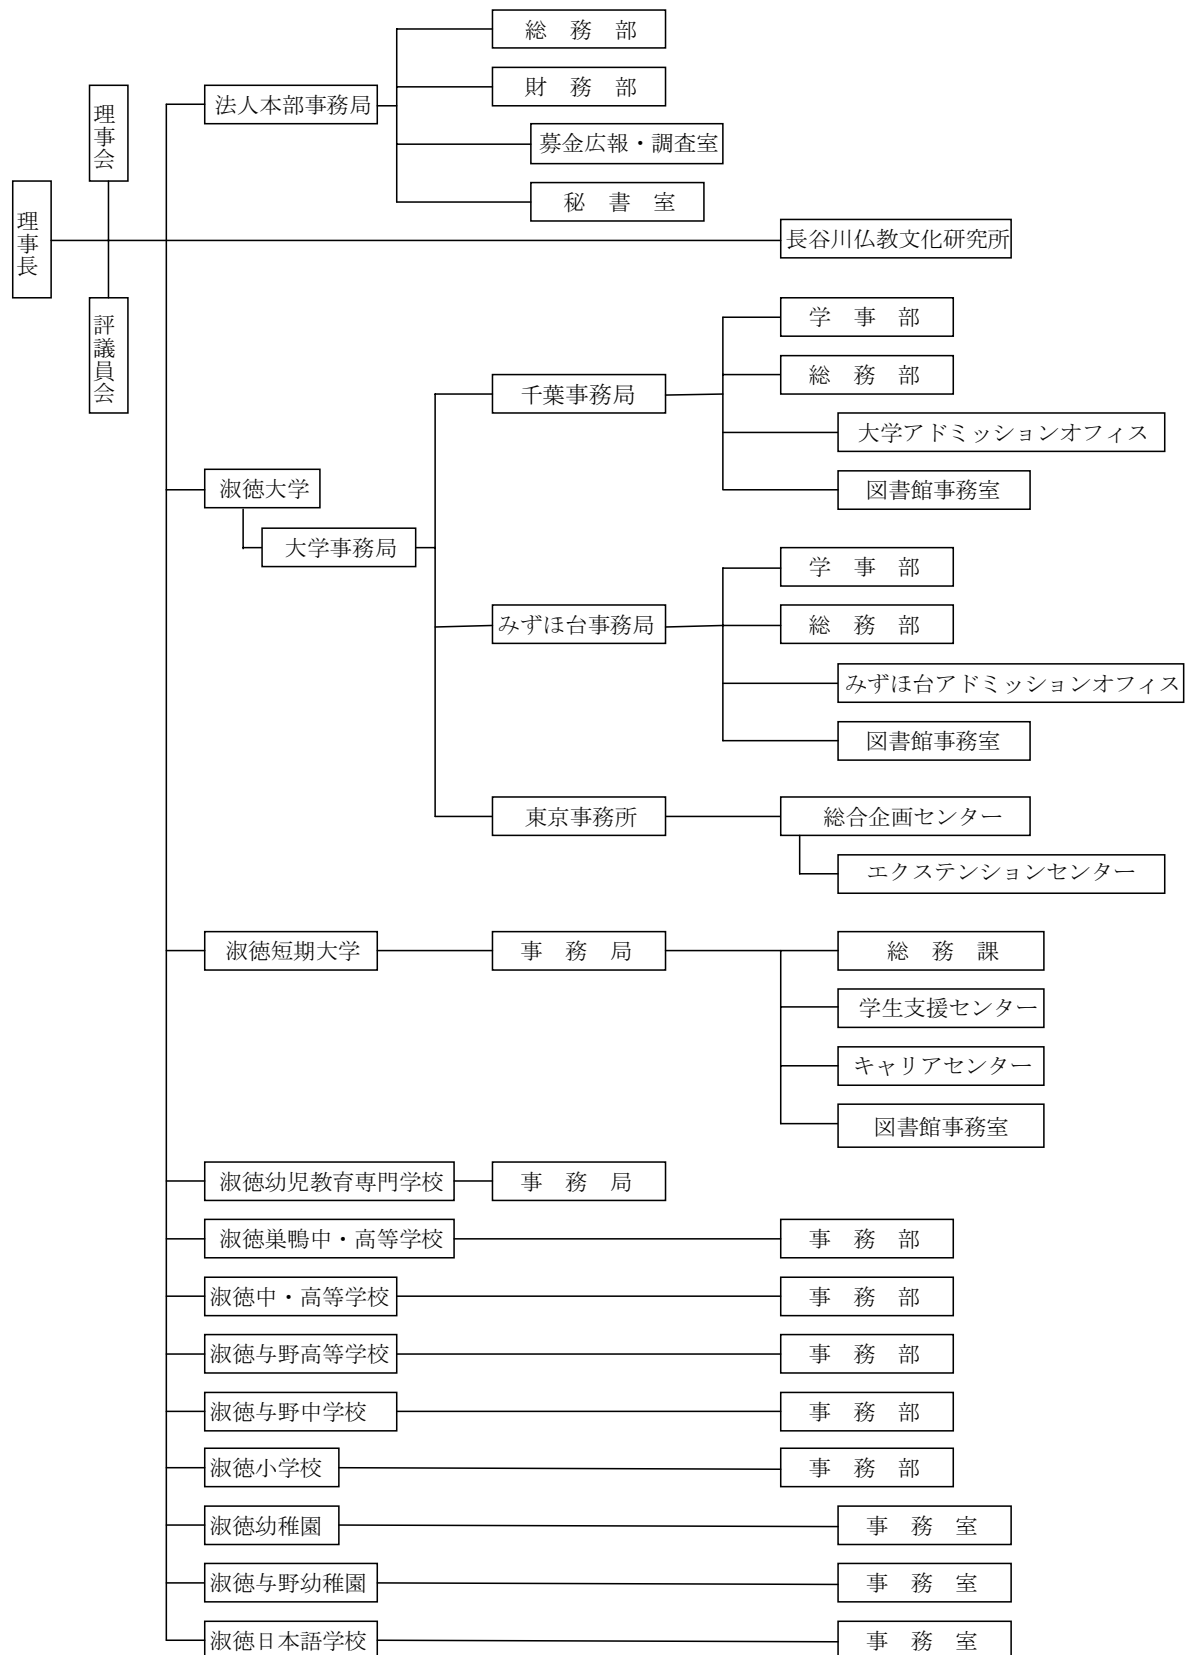 総務部
財務部
法人本部事務局
理事会
募金広報・調査室
秘書室
理事長
長谷川仏教文化研究所
評議員会
学事部
総務部
千葉事務局
大学アドミッションオフィス
図書館事務室
淑徳大学
大学事務局
学事部
みずほ台事務局
総務部
みずほ台アドミッションオフィス
図書館事務室
東京事務所
総合企画センター
エクステンションセンター
淑徳短期大学
事務局
総務課
学生支援センター
キャリアセンター
図書館事務室
淑徳幼児教育専門学校
事務局
淑徳巣鴨中・高等学校
事務部
淑徳中・高等学校
事務部
淑徳与野高等学校
事務部
淑徳与野中学校
事務部
淑徳小学校
事務部
淑徳幼稚園
事務室
淑徳与野幼稚園
事務室
淑徳日本語学校
事務室